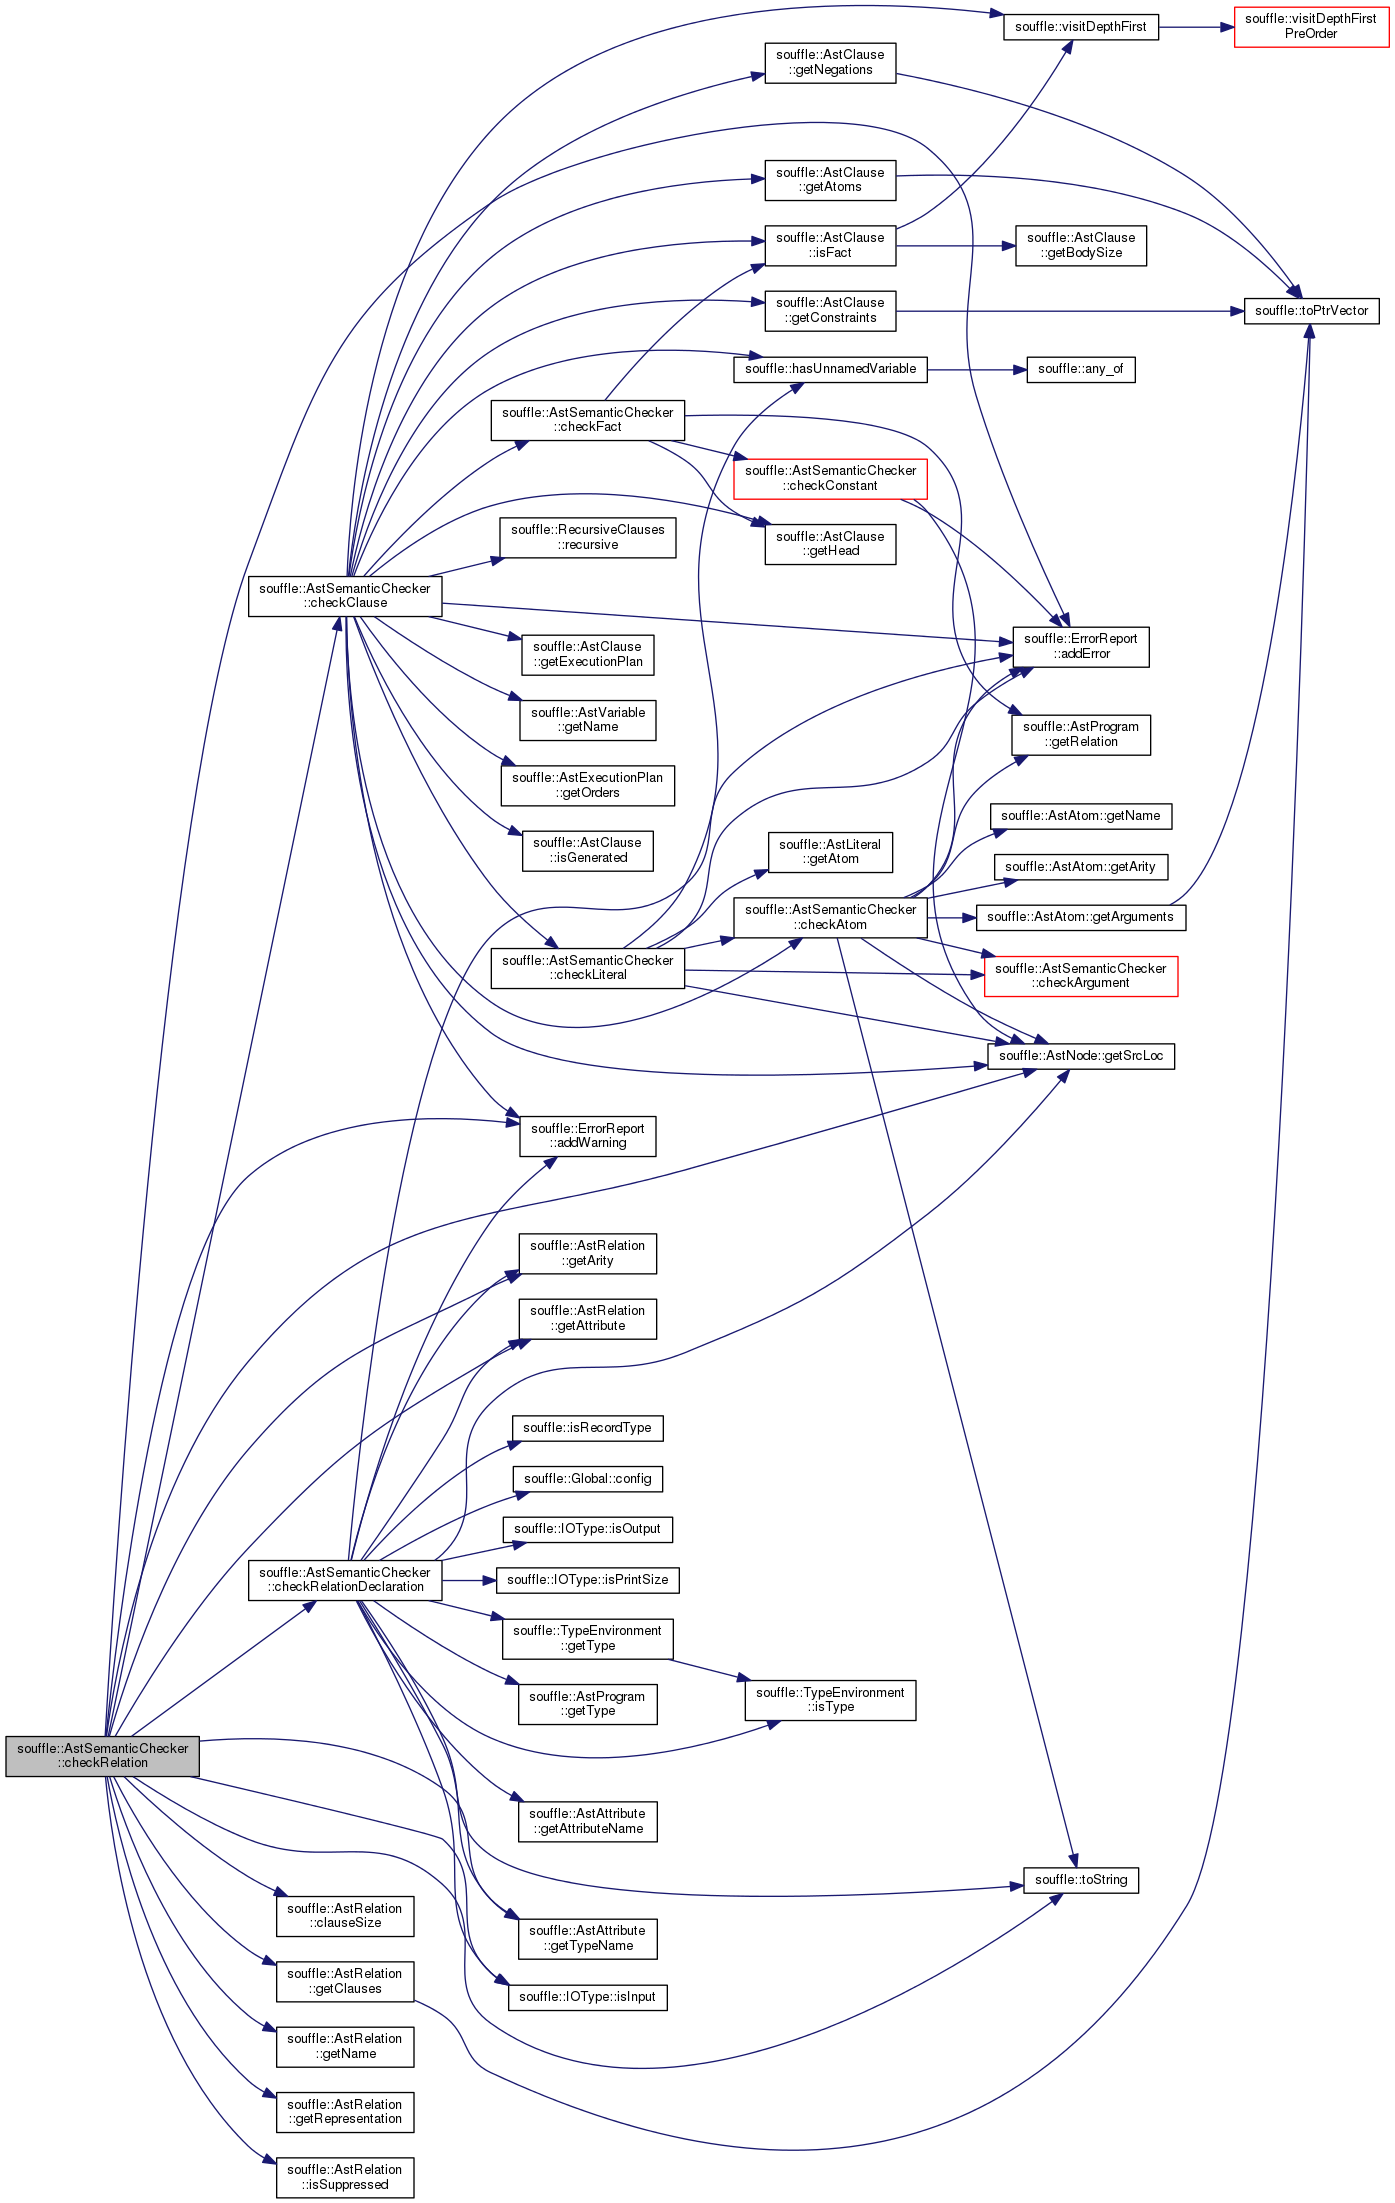 souffle::visitDepthFirst
souffle::visitDepthFirst
PreOrder
souffle::AstClause
::getNegations
souffle::AstClause
::getAtoms
souffle::AstClause
::isFact
souffle::AstClause
::getBodySize
souffle::AstClause
::getConstraints
souffle::toPtrVector
souffle::hasUnnamedVariable
souffle::any_of
souffle::AstSemanticChecker
::checkFact
souffle::AstSemanticChecker
::checkConstant
souffle::RecursiveClauses
::recursive
souffle::AstClause
::getHead
souffle::AstSemanticChecker
::checkClause
souffle::AstClause
::getExecutionPlan
souffle::ErrorReport
::addError
souffle::AstVariable
::getName
souffle::AstProgram
::getRelation
souffle::AstExecutionPlan
::getOrders
souffle::AstClause
::isGenerated
souffle::AstAtom::getName
souffle::AstLiteral
::getAtom
souffle::AstAtom::getArity
souffle::AstSemanticChecker
::checkAtom
souffle::AstAtom::getArguments
souffle::AstSemanticChecker
::checkLiteral
souffle::AstSemanticChecker
::checkArgument
souffle::AstNode::getSrcLoc
souffle::ErrorReport
::addWarning
souffle::AstRelation
::getArity
souffle::AstRelation
::getAttribute
souffle::isRecordType
souffle::Global::config
souffle::IOType::isOutput
souffle::AstSemanticChecker
::checkRelationDeclaration
souffle::IOType::isPrintSize
souffle::TypeEnvironment
::getType
souffle::AstProgram
::getType
souffle::TypeEnvironment
::isType
souffle::AstSemanticChecker
::checkRelation
souffle::AstAttribute
::getAttributeName
souffle::toString
souffle::AstRelation
::clauseSize
souffle::AstAttribute
::getTypeName
souffle::AstRelation
::getClauses
souffle::IOType::isInput
souffle::AstRelation
::getName
souffle::AstRelation
::getRepresentation
souffle::AstRelation
::isSuppressed